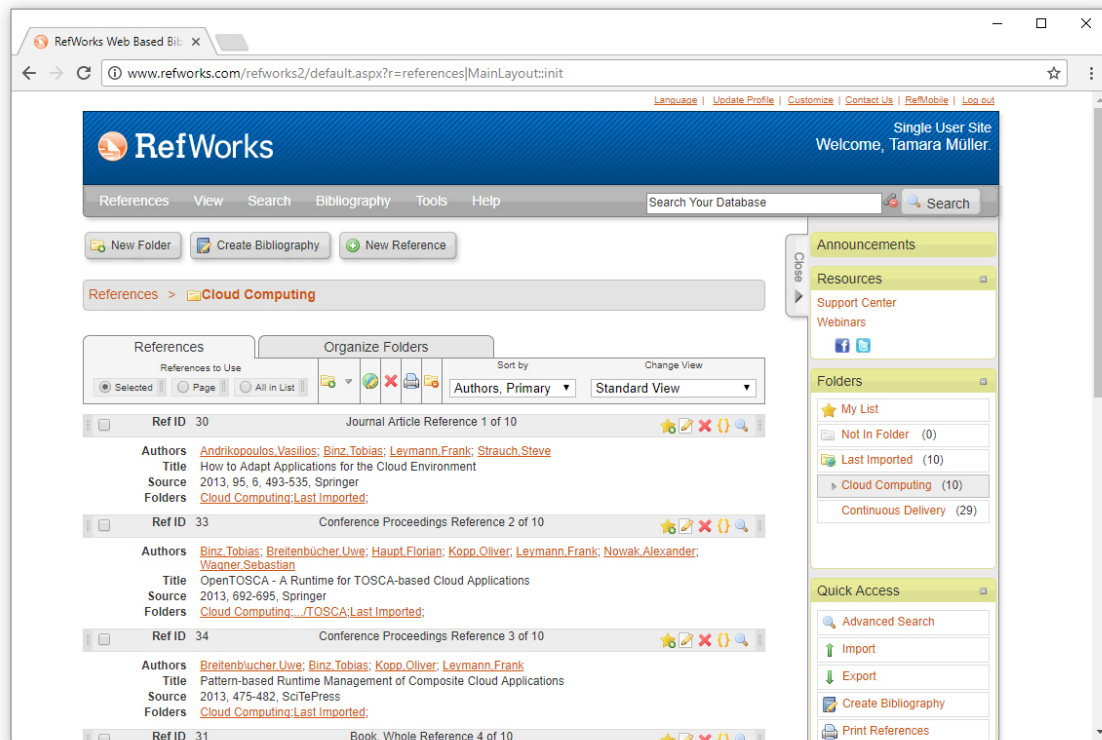 RefWorks Web Based Bib
www.refworks.com/refworks2/default.aspx?r=references|MainLayout::init
Language | Update Profile | Customize | Contact Us | RefMobile | Log out
RefWorks
Single User Site
Welcome, Tamara Müller.
References View Search Bibliography Tools Help
Search Your Database
Search
New Folder
Create Bibliography
New Reference
References > Cloud Computing
References
Organize Folders
References to Use
Selected
Page
All in List
Sort by
Authors, Primary
Change View
Standard View
Ref ID 30 Journal Article Reference 1 of 10
Authors Andrikopoulos,Vasilios; Binz,Tobias; Leymann,Frank; Strauch,Steve
Title How to Adapt Applications for the Cloud Environment
Source 2013, 95, 6, 493-535, Springer
Folders Cloud Computing;Last Imported;
Ref ID 33 Conference Proceedings Reference 2 of 10
Authors Binz,Tobias; Breitenbücher,Uwe; Haupt,Florian; Kopp,Oliver; Leymann,Frank; Nowak,Alexander;
Wagner,Sebastian
Title OpenTOSCA - A Runtime for TOSCA-based Cloud Applications
Source 2013, 692-695, Springer
Folders Cloud Computing;.../TOSCA;Last Imported;
Ref ID 34 Conference Proceedings Reference 3 of 10
Authors Breitenb\ucher,Uwe; Binz,Tobias; Kopp,Oliver; Leymann,Frank
Title Pattern-based Runtime Management of Composite Cloud Applications
Source 2013, 475-482, SciTePress
Folders Cloud Computing;Last Imported;
Ref ID 31 Book, Whole Reference 4 of 10
Close
Announcements
Resources
Support Center
Webinars
Folders
My List
Not In Folder (0)
Last Imported (10)
Cloud Computing (10)
Continuous Delivery (29)
Quick Access
Advanced Search
Import
Export
Create Bibliography
Print References